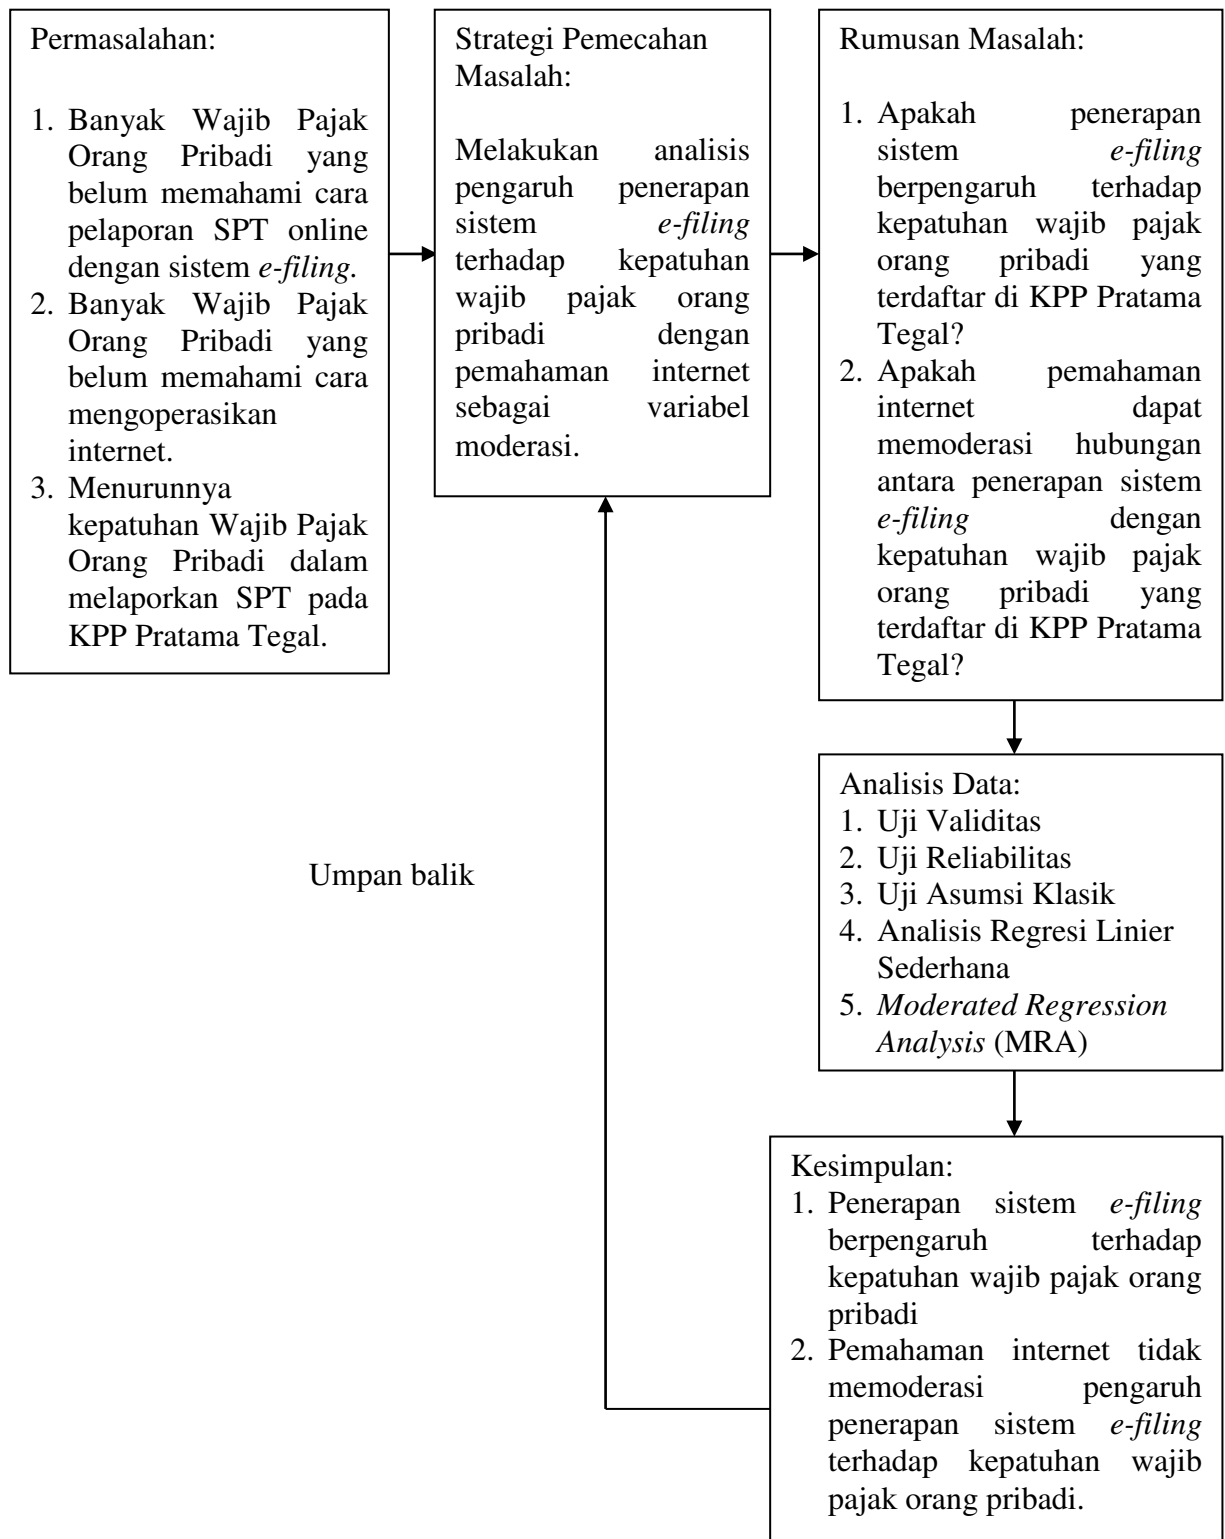 Permasalahan:
1. Banyak Wajib Pajak
Orang Pribadi yang
belum memahami cara
pelaporan SPT online
dengan sistem e-filing.
2. Banyak Wajib Pajak
Orang Pribadi yang
belum memahami cara
mengoperasikan
internet.
3. Menurunnya
kepatuhan Wajib Pajak
Orang Pribadi dalam
melaporkan SPT pada
KPP Pratama Tegal.
Strategi Pemecahan
Masalah:
Melakukan analisis
pengaruh penerapan
sistem e-filing
terhadap kepatuhan
wajib pajak orang
pribadi dengan
pemahaman internet
sebagai variabel
moderasi.
Rumusan Masalah:
1. Apakah penerapan
sistem e-filing
berpengaruh terhadap
kepatuhan wajib pajak
orang pribadi yang
terdaftar di KPP Pratama
Tegal?
2. Apakah pemahaman
internet dapat
memoderasi hubungan
antara penerapan sistem
e-filing dengan
kepatuhan wajib pajak
orang pribadi yang
terdaftar di KPP Pratama
Tegal?
Analisis Data:
1. Uji Validitas
2. Uji Reliabilitas
3. Uji Asumsi Klasik
4. Analisis Regresi Linier
Sederhana
5. Moderated Regression
Analysis (MRA)
Umpan balik
Kesimpulan:
1. Penerapan sistem e-filing
berpengaruh terhadap
kepatuhan wajib pajak orang
pribadi
2. Pemahaman internet tidak
memoderasi pengaruh
penerapan sistem e-filing
terhadap kepatuhan wajib
pajak orang pribadi.